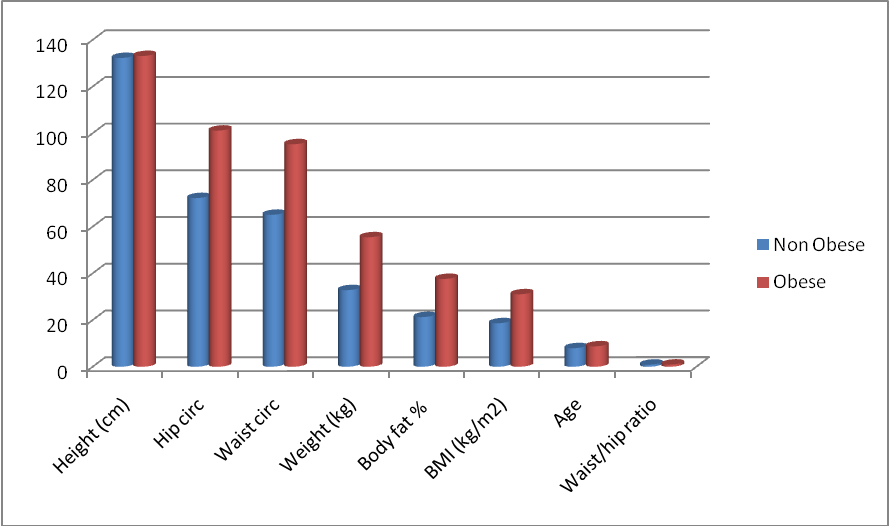 140
120
100
80
60
40
20
0
Height (cm)
Hip circ
Waist circ
Weight (kg)
Body fat %
BMI (kg/m2)
Age
Waist/hip ratio
Non Obese
Obese